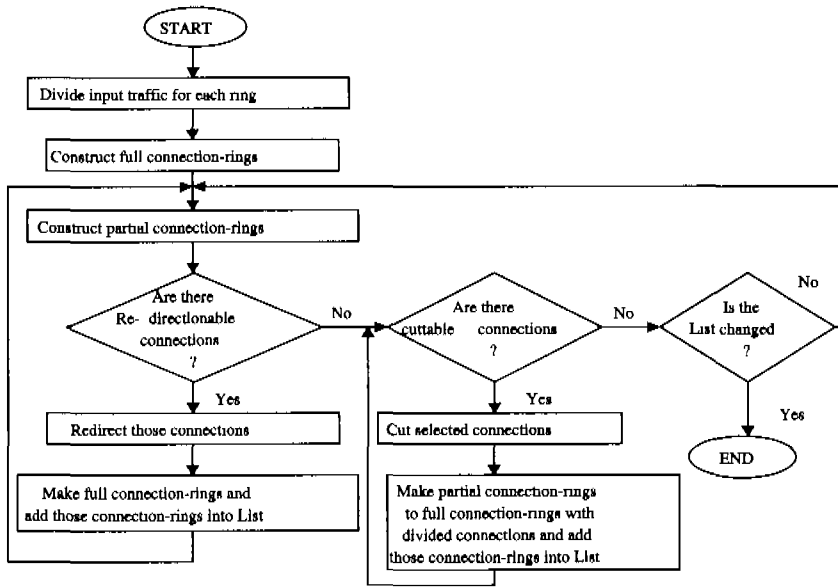 START
Divide input traffic for each ring
Construct full connection-rings
Construct partial connection-rings
Are there
Re- directionable
connections
?
No
Are there
cuttable connections
?
No
Is the
List changed
?
No
Yes
Redirect those connections
Yes
Cut selected connections
Yes
END
Make full connection-rings and
add those connection-rings into List
Make partial connection-rings
to full connection-rings with
divided connections and add
those connection-rings into List